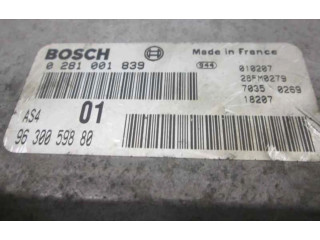 BOSCH Made in France
0 281 001 839 944 010207
28FM0279
7035 0269
AS4 01 18207
96 300 598 80